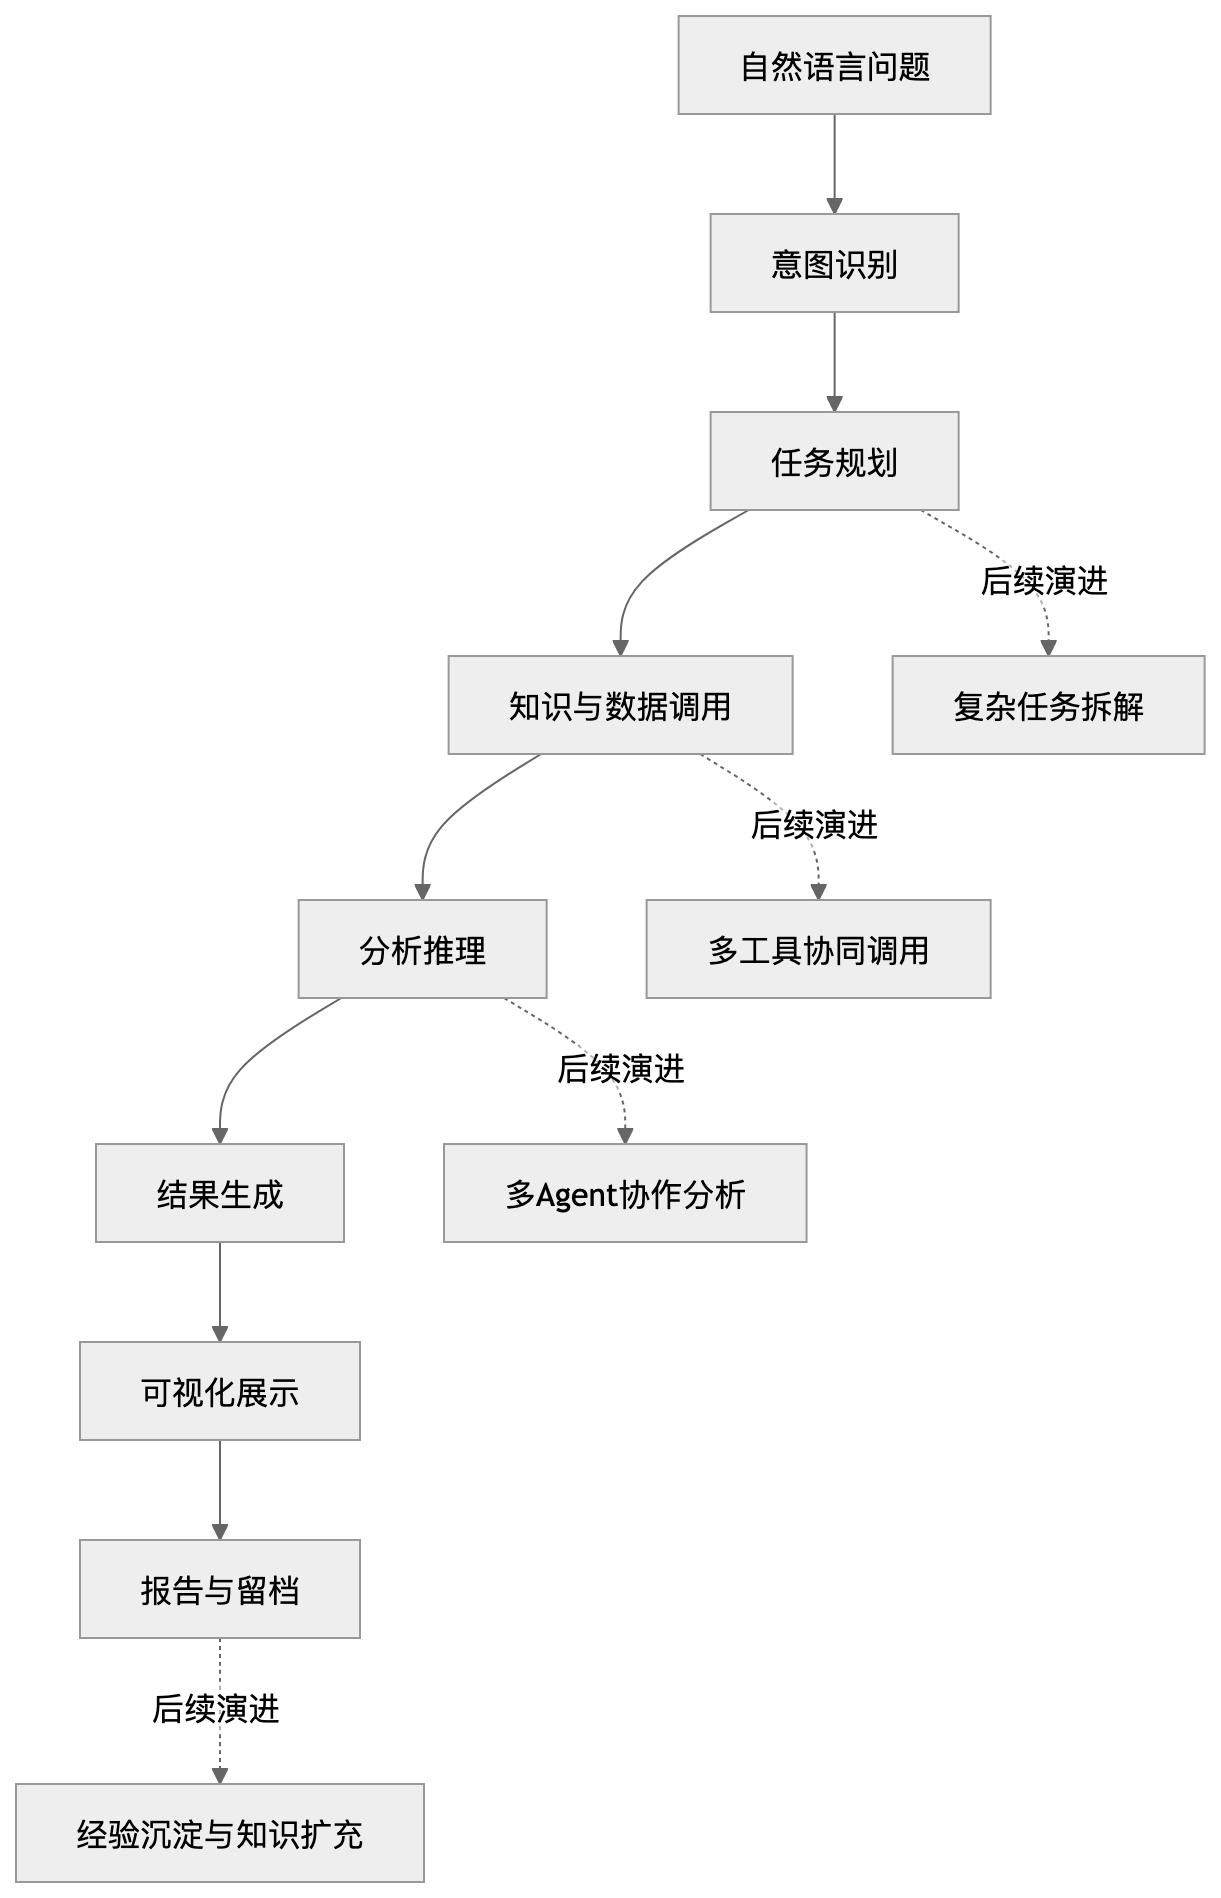 自然语言问题
意图识别
任务规划
后续演进
知识与数据调用
复杂任务拆解
后续演进
分析推理
多工具协同调用
后续演进
结果生成
多Agent协作分析
可视化展示
报告与留档
后续演进
经验沉淀与知识扩充